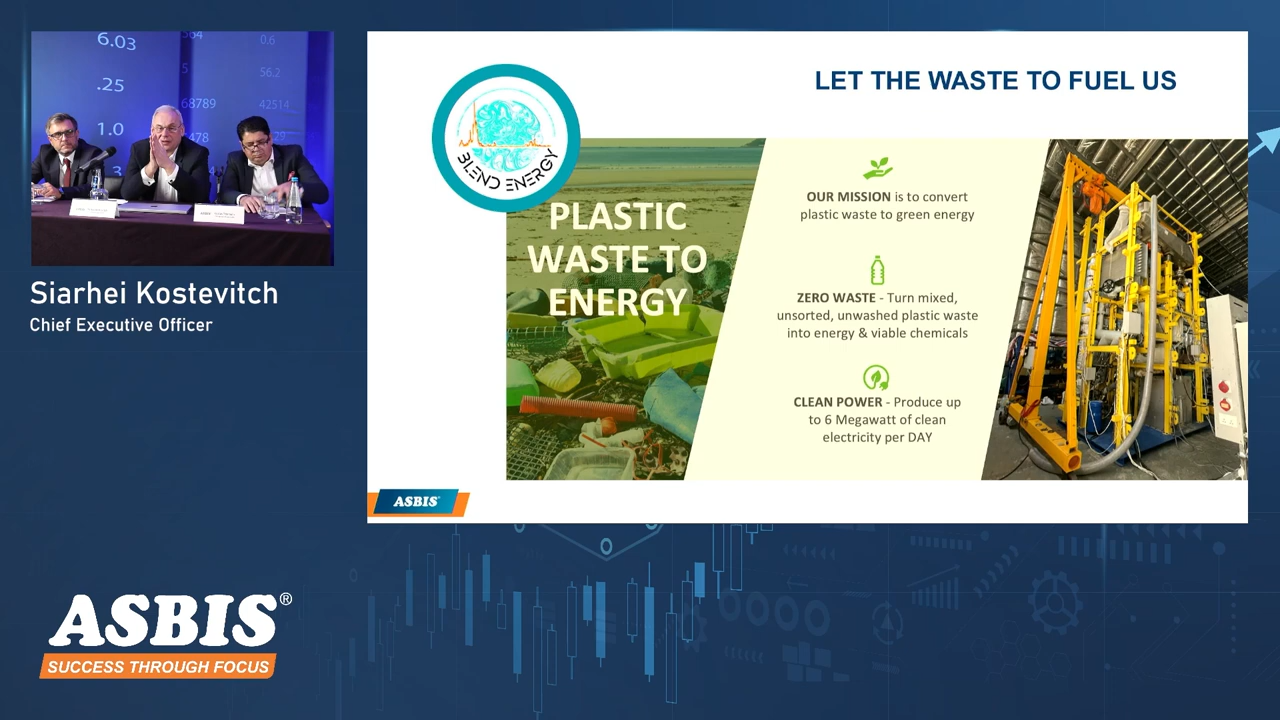 6.03
.25
1.0
0.6
56.2
68789
42514
478
Siarhei Kostevitch
Chief Executive Officer
ASBIS®
SUCCESS THROUGH FOCUS
LET THE WASTE TO FUEL US
BLEND ENERGY
PLASTIC
WASTE TO
ENERGY
OUR MISSION is to convert
plastic waste to green energy
ZERO WASTE - Turn mixed,
unsorted, unwashed plastic waste
into energy & viable chemicals
CLEAN POWER - Produce up
to 6 Megawatt of clean
electricity per DAY
ASBIS®